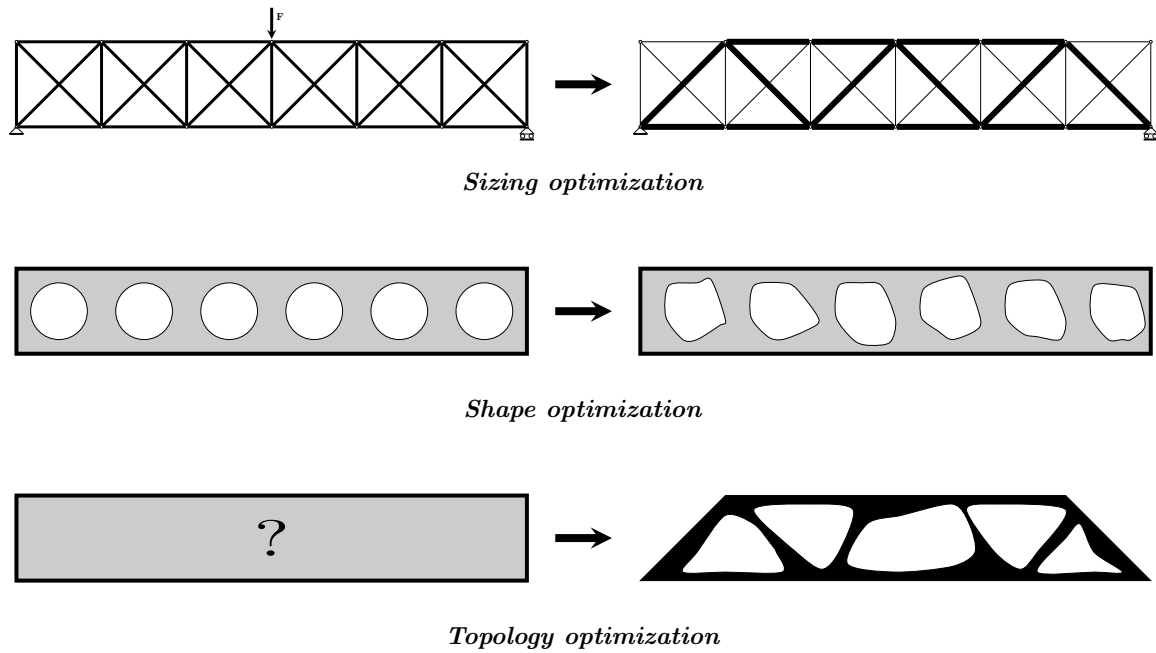 F
Sizing optimization
Shape optimization
?
Topology optimization